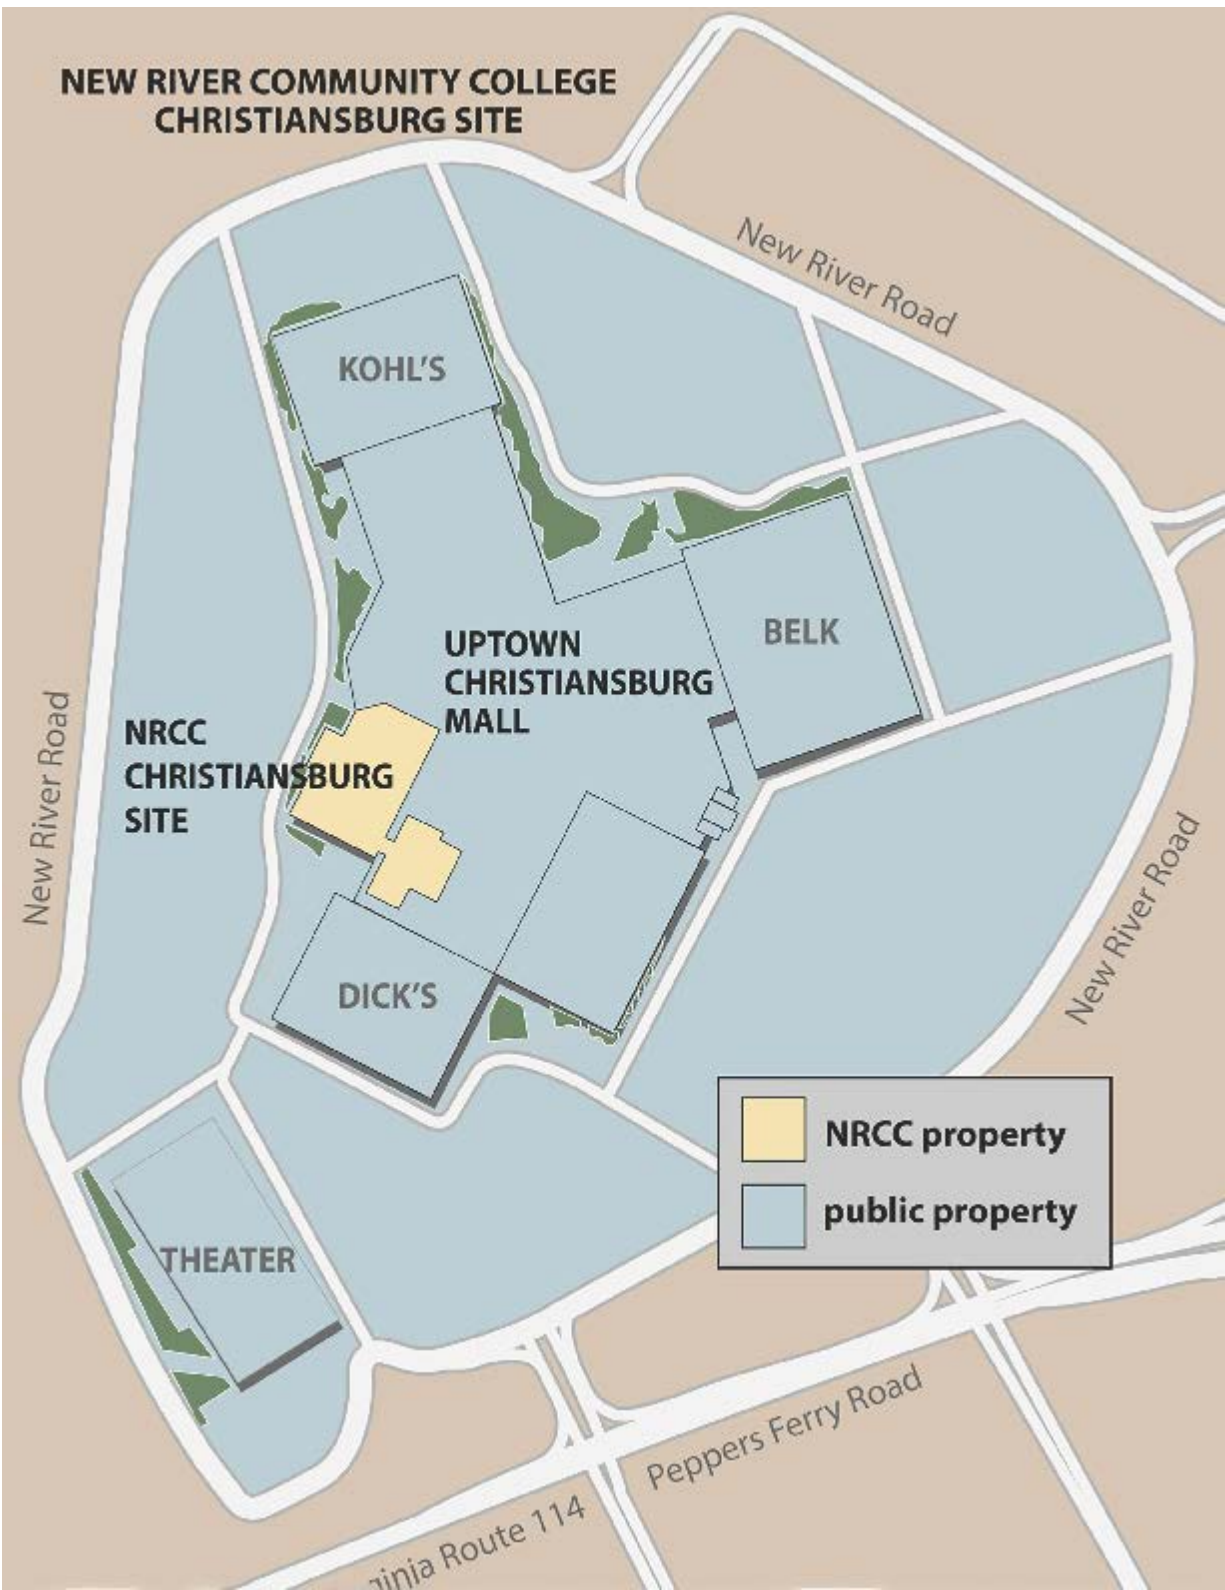 NEW RIVER COMMUNITY COLLEGE
CHRISTIANSBURG SITE
New River Road
KOHL'S
BELK
UPTOWN
CHRISTIANSBURG
MALL
NRCC
CHRISTIANSBURG
SITE
New River Road
New River Road
DICK'S
NRCC property
public property
THEATER
Peppers Ferry Road
Route 114